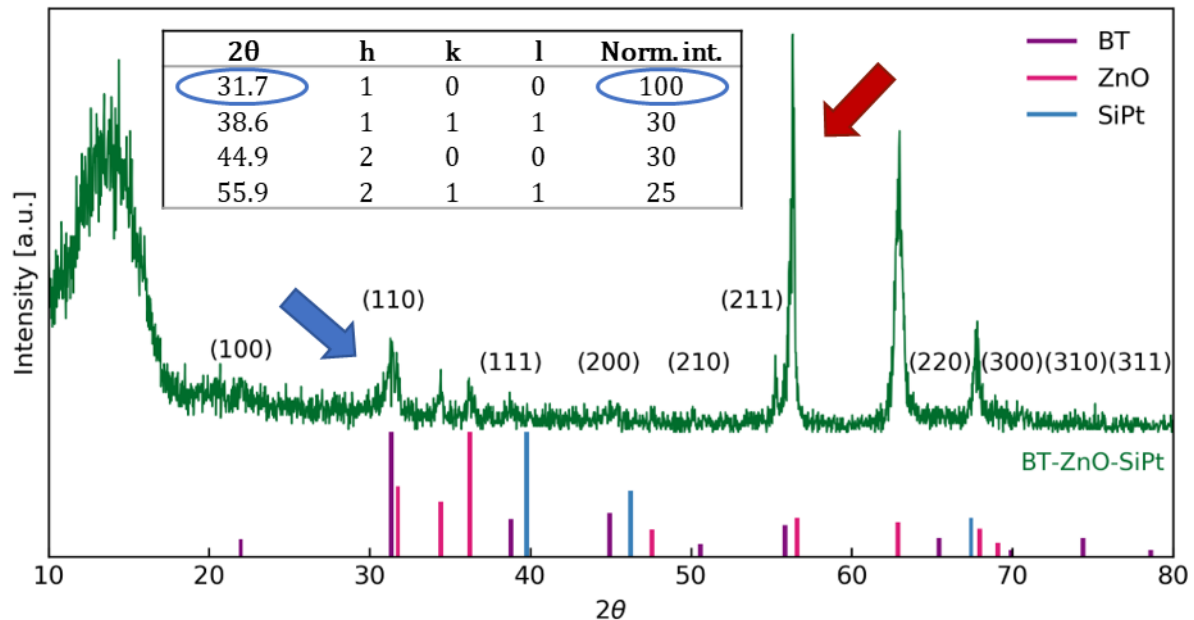 2θ h k l Norm. int.
31.7 1 0 0 100
38.6 1 1 1 30
44.9 2 0 0 30
55.9 2 1 1 25
BT
ZnO
SiPt
Intensity [a.u.]
(100)
(110)
(111)
(200)
(210)
(211)
(220)
(300)
(310)
(311)
BT-ZnO-SiPt
10 20 30 40 50 60 70 80
2θ